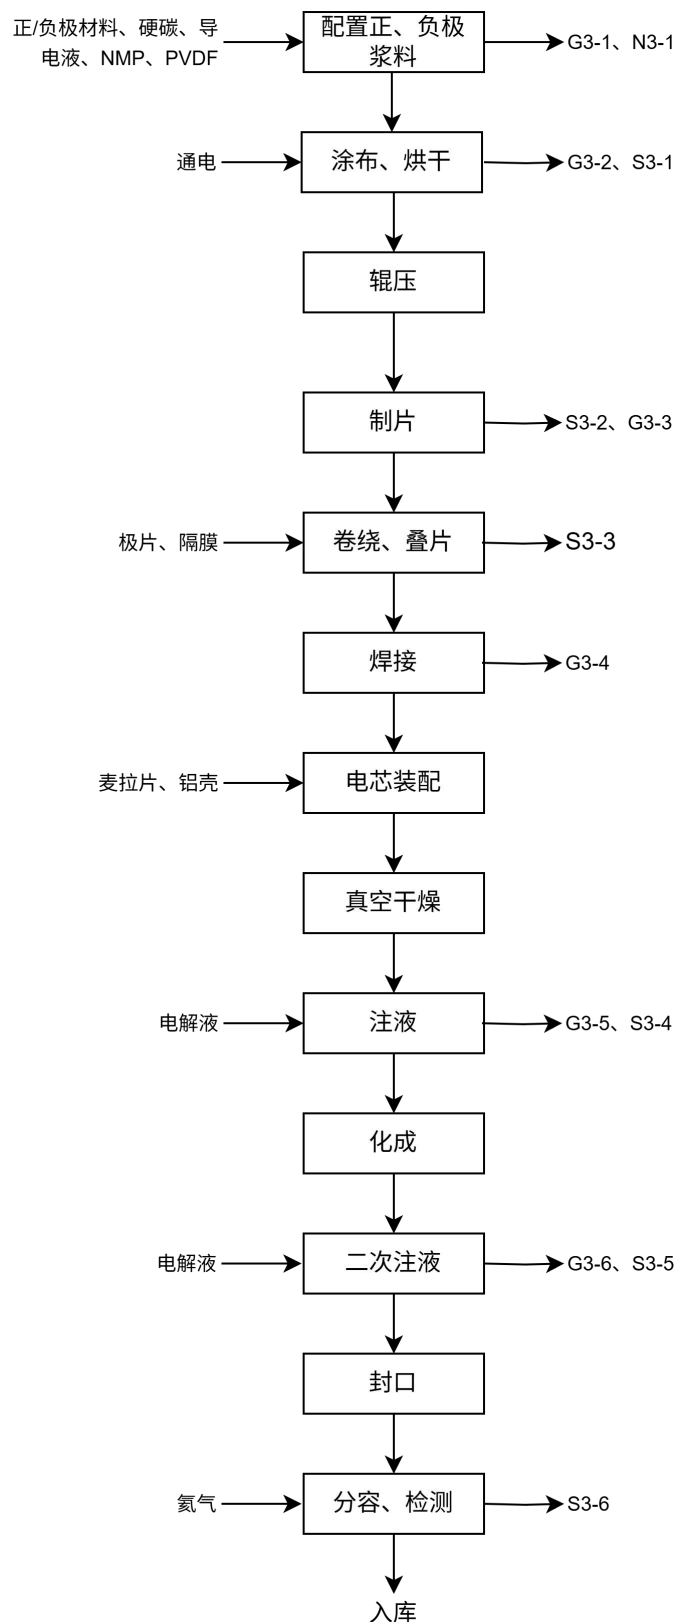 正/负极材料、硬碳、导
电液、NMP、PVDF
配置正、负极
浆料
G3-1、N3-1
通电
涂布、烘干
G3-2、S3-1
辊压
制片
S3-2、G3-3
极片、隔膜
卷绕、叠片
S3-3
焊接
G3-4
麦拉片、铝壳
电芯装配
真空干燥
电解液
注液
G3-5、S3-4
化成
电解液
二次注液
G3-6、S3-5
封口
氦气
分容、检测
S3-6
入库